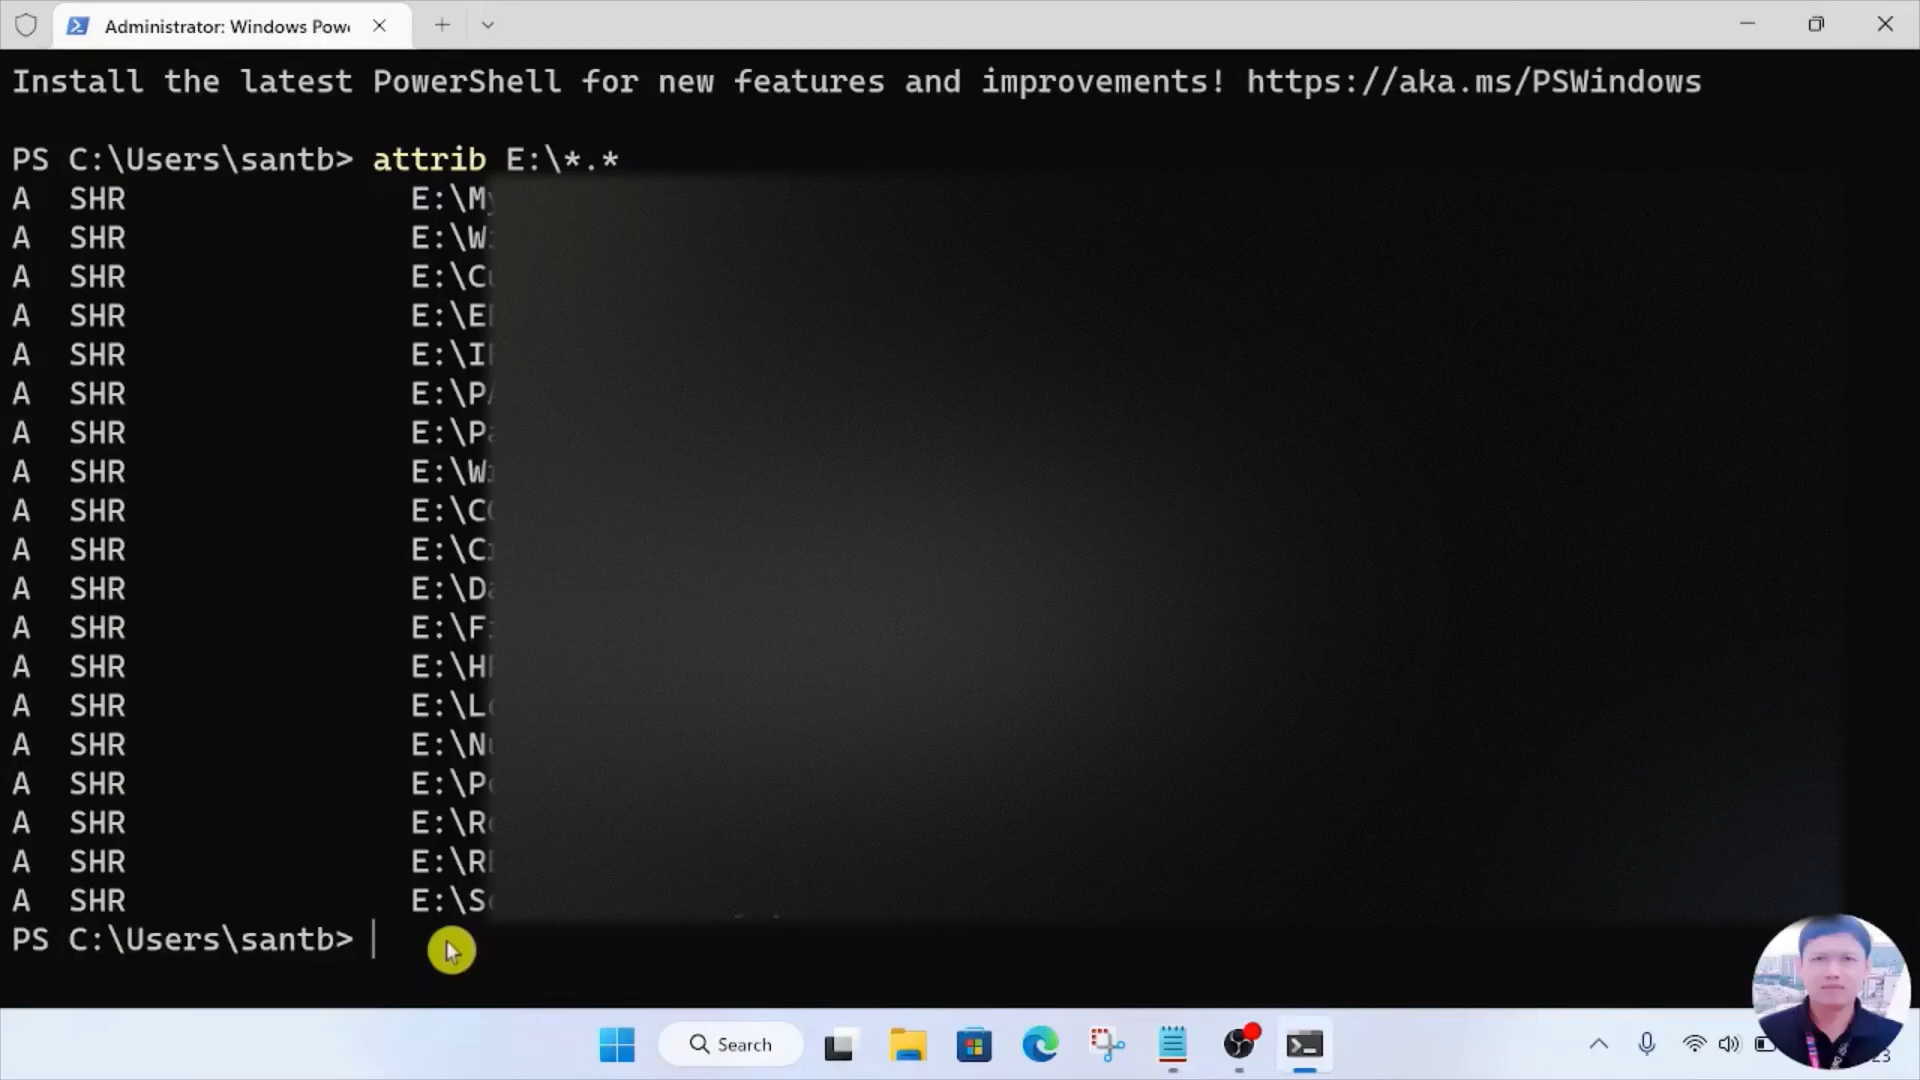 Administrator: Windows Pow
Install the latest PowerShell for new features and improvements! https://aka.ms/PSWindows
PS C:\Users\santb> attrib E:\*.*
A SHR E:\My
A SHR E:\W
A SHR E:\C
A SHR E:\E
A SHR E:\I
A SHR E:\P
A SHR E:\P
A SHR E:\W
A SHR E:\C
A SHR E:\C
A SHR E:\D
A SHR E:\F
A SHR E:\H
A SHR E:\L
A SHR E:\N
A SHR E:\P
A SHR E:\R
A SHR E:\R
A SHR E:\S
PS C:\Users\santb>
Search